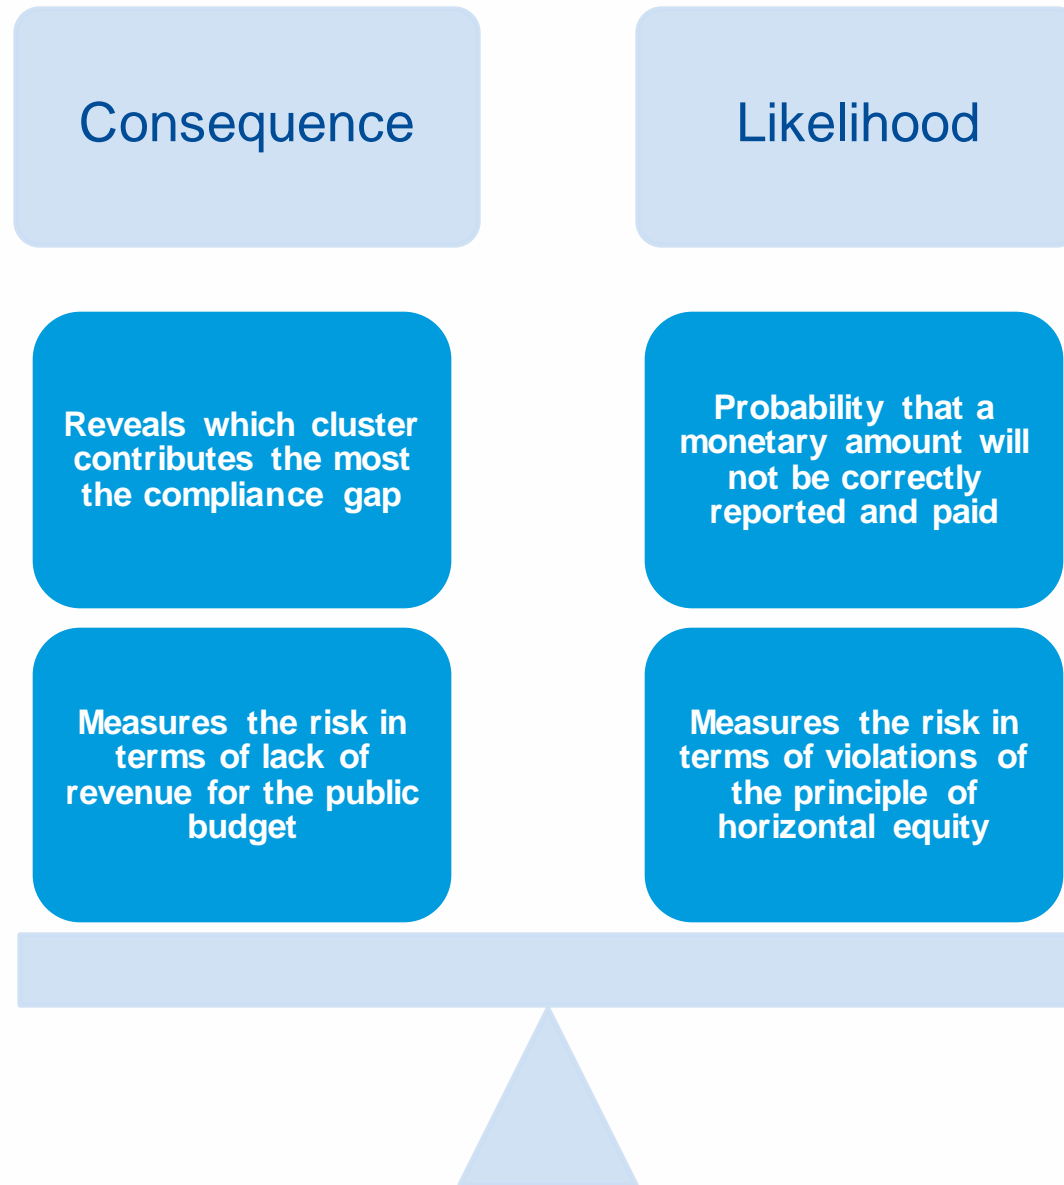 Consequence
Likelihood
Reveals which cluster
contributes the most
the compliance gap
Probability that a
monetary amount will
not be correctly
reported and paid
Measures the risk in
terms of lack of
revenue for the public
budget
Measures the risk in
terms of violations of
the principle of
horizontal equity